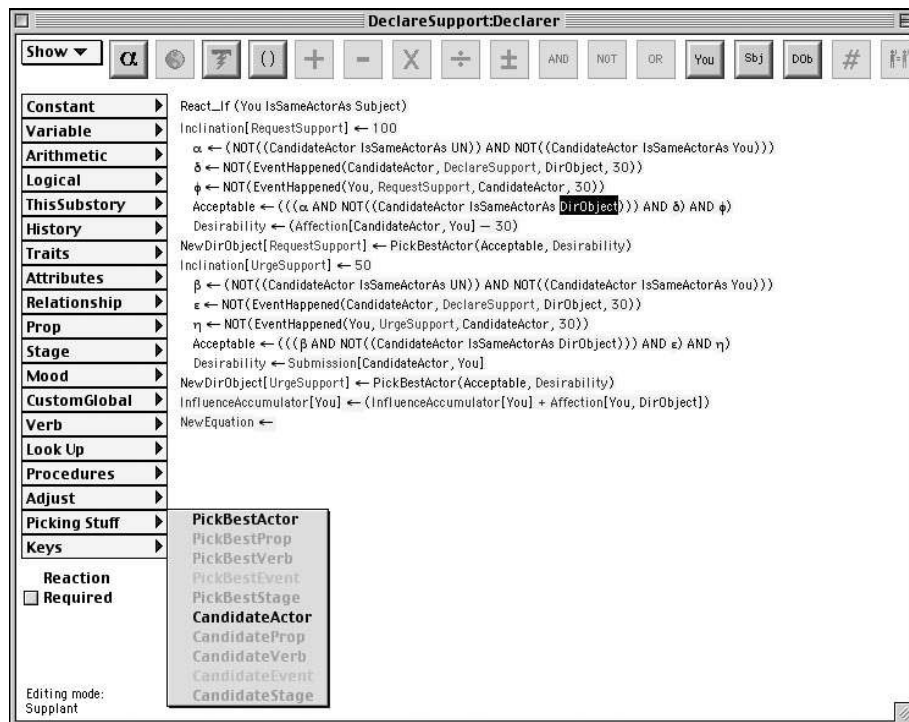 DeclareSupport:Declarer
Show ▼ α () + - X ÷ ± AND NOT OR You Sbj DOb #
Constant
Variable
Arithmetic
Logical
ThisSubstory
History
Traits
Attributes
Relationship
Prop
Stage
Mood
CustomGlobal
Verb
Look Up
Procedures
Adjust
Picking Stuff
Keys
Reaction
Required
Editing mode:
Supplant
React_If (You IsSameActorAs Subject)
Inclination[RequestSupport] ← 100
α ← (NOT((CandidateActor IsSameActorAs UN)) AND NOT((CandidateActor IsSameActorAs You)))
δ ← NOT(EventHappened(CandidateActor, DeclareSupport, DirObject, 30))
ϕ ← NOT(EventHappened(You, RequestSupport, CandidateActor, 30))
Acceptable ← (((α AND NOT((CandidateActor IsSameActorAs DirObject))) AND δ) AND ϕ)
Desirability ← (Affection[CandidateActor, You] — 30)
NewDirObject[RequestSupport] ← PickBestActor(Acceptable, Desirability)
Inclination[UrgeSupport] ← 50
β ← (NOT((CandidateActor IsSameActorAs UN)) AND NOT((CandidateActor IsSameActorAs You)))
ε ← NOT(EventHappened(CandidateActor, DeclareSupport, DirObject, 30))
η ← NOT(EventHappened(You, UrgeSupport, CandidateActor, 30))
Acceptable ← (((β AND NOT((CandidateActor IsSameActorAs DirObject))) AND ε) AND η)
Desirability ← Submission[CandidateActor, You]
NewDirObject[UrgeSupport] ← PickBestActor(Acceptable, Desirability)
InfluenceAccumulator[You] ← (InfluenceAccumulator[You] + Affection[You, DirObject])
NewEquation ←
PickBestActor
PickBestProp
PickBestVerb
PickBestEvent
PickBestStage
CandidateActor
CandidateProp
CandidateVerb
CandidateEvent
CandidateStage